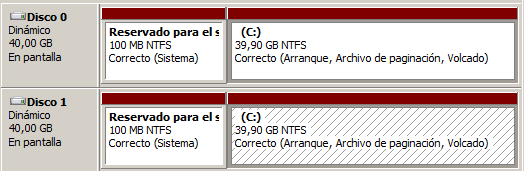 Disco 0
Dinámico
40,00 GB
En pantalla
Reservado para el s
100 MB NTFS
Correcto (Sistema)
(C:)
39,90 GB NTFS
Correcto (Arranque, Archivo de paginación, Volcado)
Disco 1
Dinámico
40,00 GB
En pantalla
Reservado para el s
100 MB NTFS
Correcto (Sistema)
(C:)
39,90 GB NTFS
Correcto (Arranque, Archivo de paginación, Volcado)